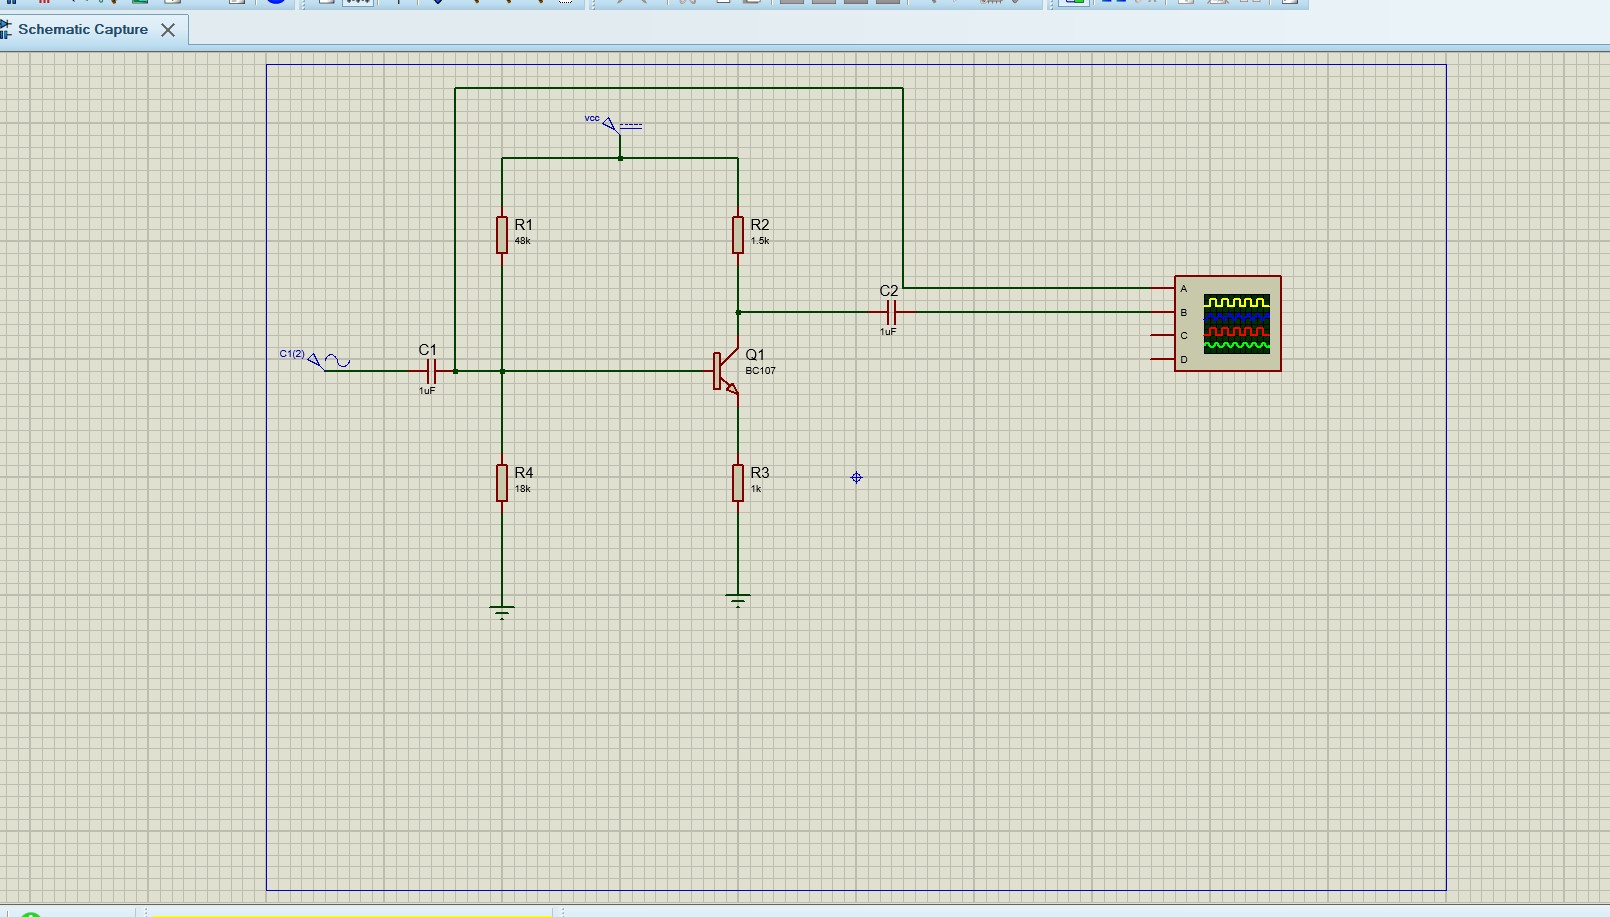 Schematic Capture
vcc
R1
48k
R2
1.5k
C2
1uF
A
B
C
D
C1(2)
C1
1uF
Q1
BC107
R4
18k
R3
1k